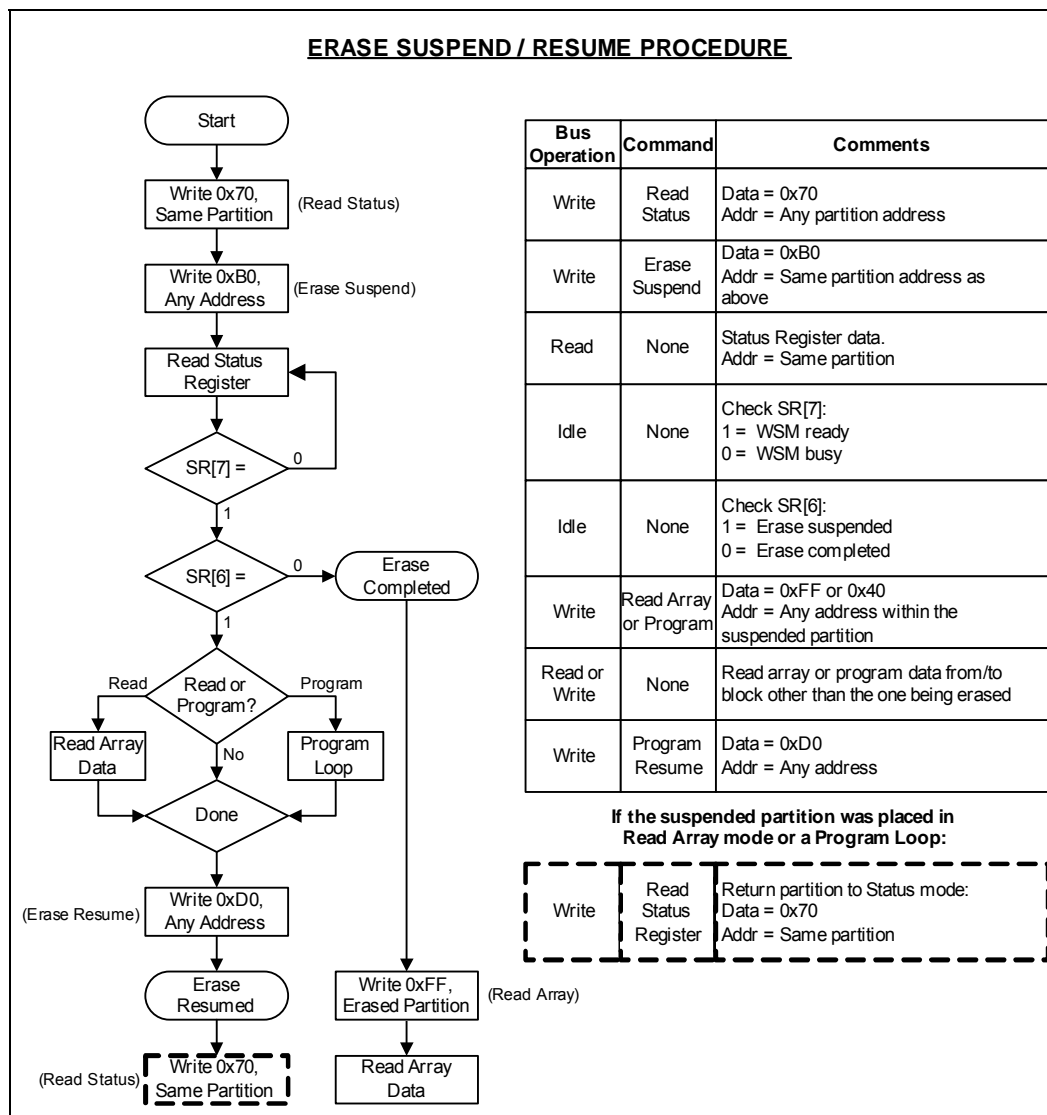 ERASE SUSPEND / RESUME PROCEDURE
Start
Write 0x70,
Same Partition
(Read Status)
Write 0xB0,
Any Address
(Erase Suspend)
Read Status
Register
SR[7] =
0
1
SR[6] =
0
Erase
Completed
1
Read
Read or
Program?
Program
Read Array
Data
No
Program
Loop
Done
(Erase Resume)
Write 0xD0,
Any Address
Erase
Resumed
Write 0xFF,
Erased Partition
(Read Array)
(Read Status)
Write 0x70,
Same Partition
Read Array
Data
Bus
Operation
Command
Comments
Write
Read
Status
Data = 0x70
Addr = Any partition address
Write
Erase
Suspend
Data = 0xB0
Addr = Same partition address as
above
Read
None
Status Register data.
Addr = Same partition
Idle
None
Check SR[7]:
1 = WSM ready
0 = WSM busy
Idle
None
Check SR[6]:
1 = Erase suspended
0 = Erase completed
Write
Read Array
or Program
Data = 0xFF or 0x40
Addr = Any address within the
suspended partition
Read or
Write
None
Read array or program data from/to
block other than the one being erased
Write
Program
Resume
Data = 0xD0
Addr = Any address
If the suspended partition was placed in
Read Array mode or a Program Loop:
Write
Read
Status
Register
Return partition to Status mode:
Data = 0x70
Addr = Same partition